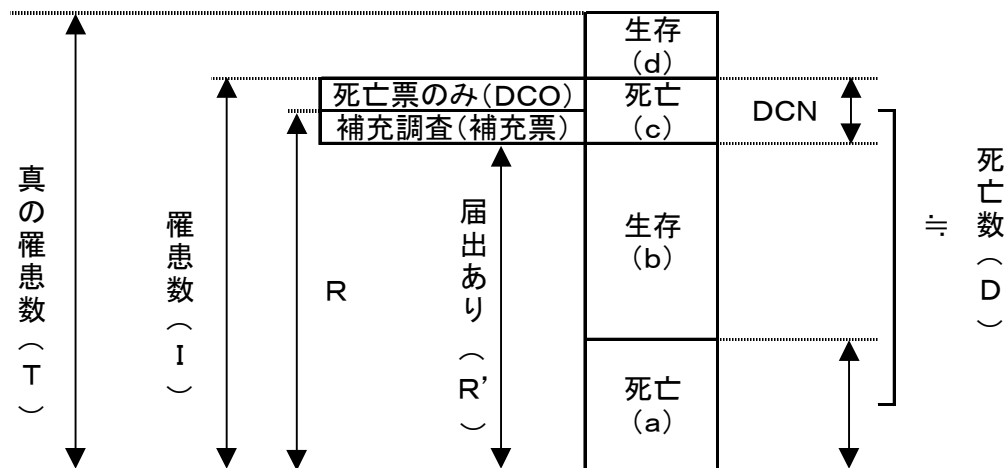 生存
(d)
死亡票のみ(DCO)
死亡
(c)
補充調査(補充票)
DCN
真の罹患数(T)
罹患数(I)
R
届出あり(R’)
生存
(b)
≒
死亡数(D)
死亡
(a)